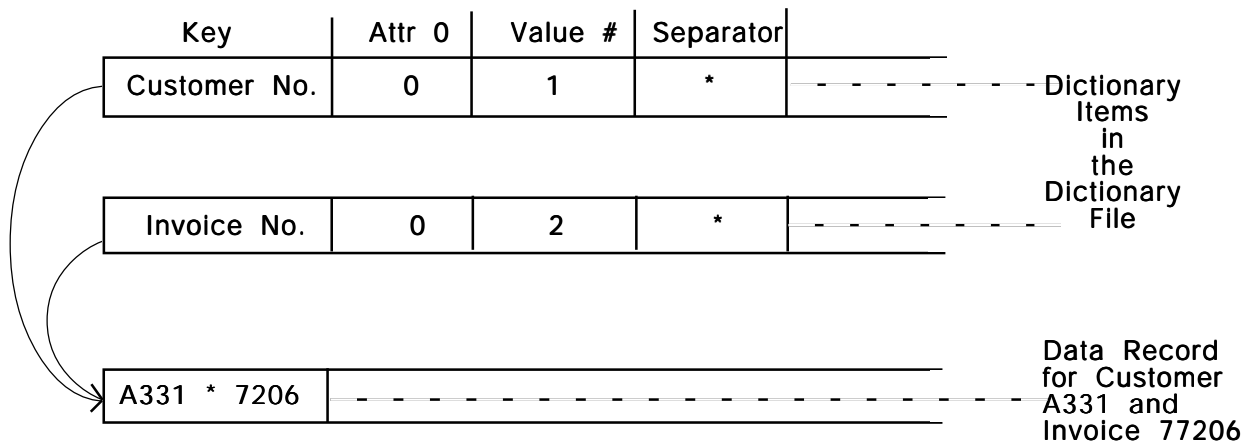 Key Attr 0 Value # Separator
Customer No. 0 1 *
Dictionary
Items
in
the
Dictionary
File
Invoice No. 0 2 *
A331 * 7206
Data Record
for Customer
A331 and
Invoice 77206